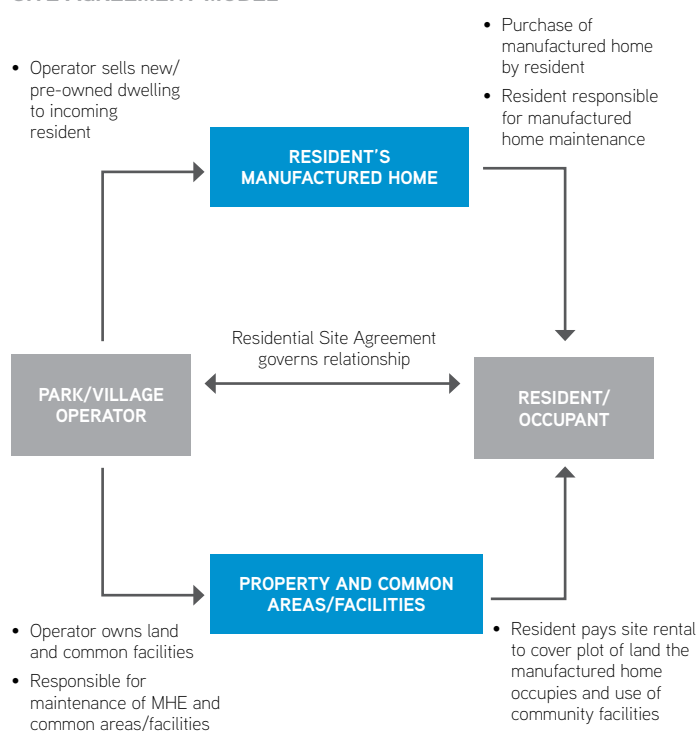 • Operator sells new/
pre-owned dwelling
to incoming
resident
• Purchase of
manufactured home
by resident
• Resident responsible
for manufactured
home maintenance
RESIDENT’S
MANUFACTURED HOME
Residential Site Agreement
governs relationship
PARK/VILLAGE
OPERATOR
RESIDENT/
OCCUPANT
PROPERTY AND COMMON
AREAS/FACILITIES
• Operator owns land
and common facilities
• Responsible for
maintenance of MHE and
common areas/facilities
• Resident pays site rental
to cover plot of land the
manufactured home
occupies and use of
community facilities